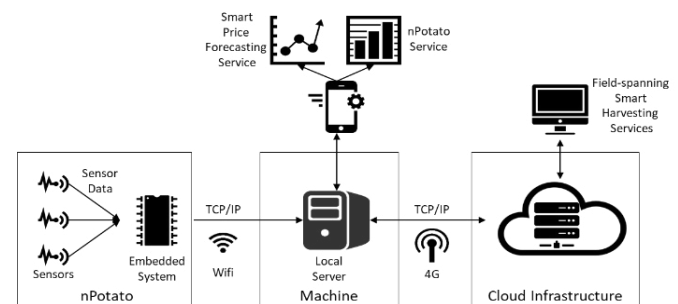 Smart
Price
Forecasting
Service
nPotato
Service
Field-spanning
Smart
Harvesting
Services
Sensor
Data
TCP/IP
TCP/IP
Sensors
Embedded
System
Wifi
Local
Server
4G
nPotato
Machine
Cloud Infrastructure